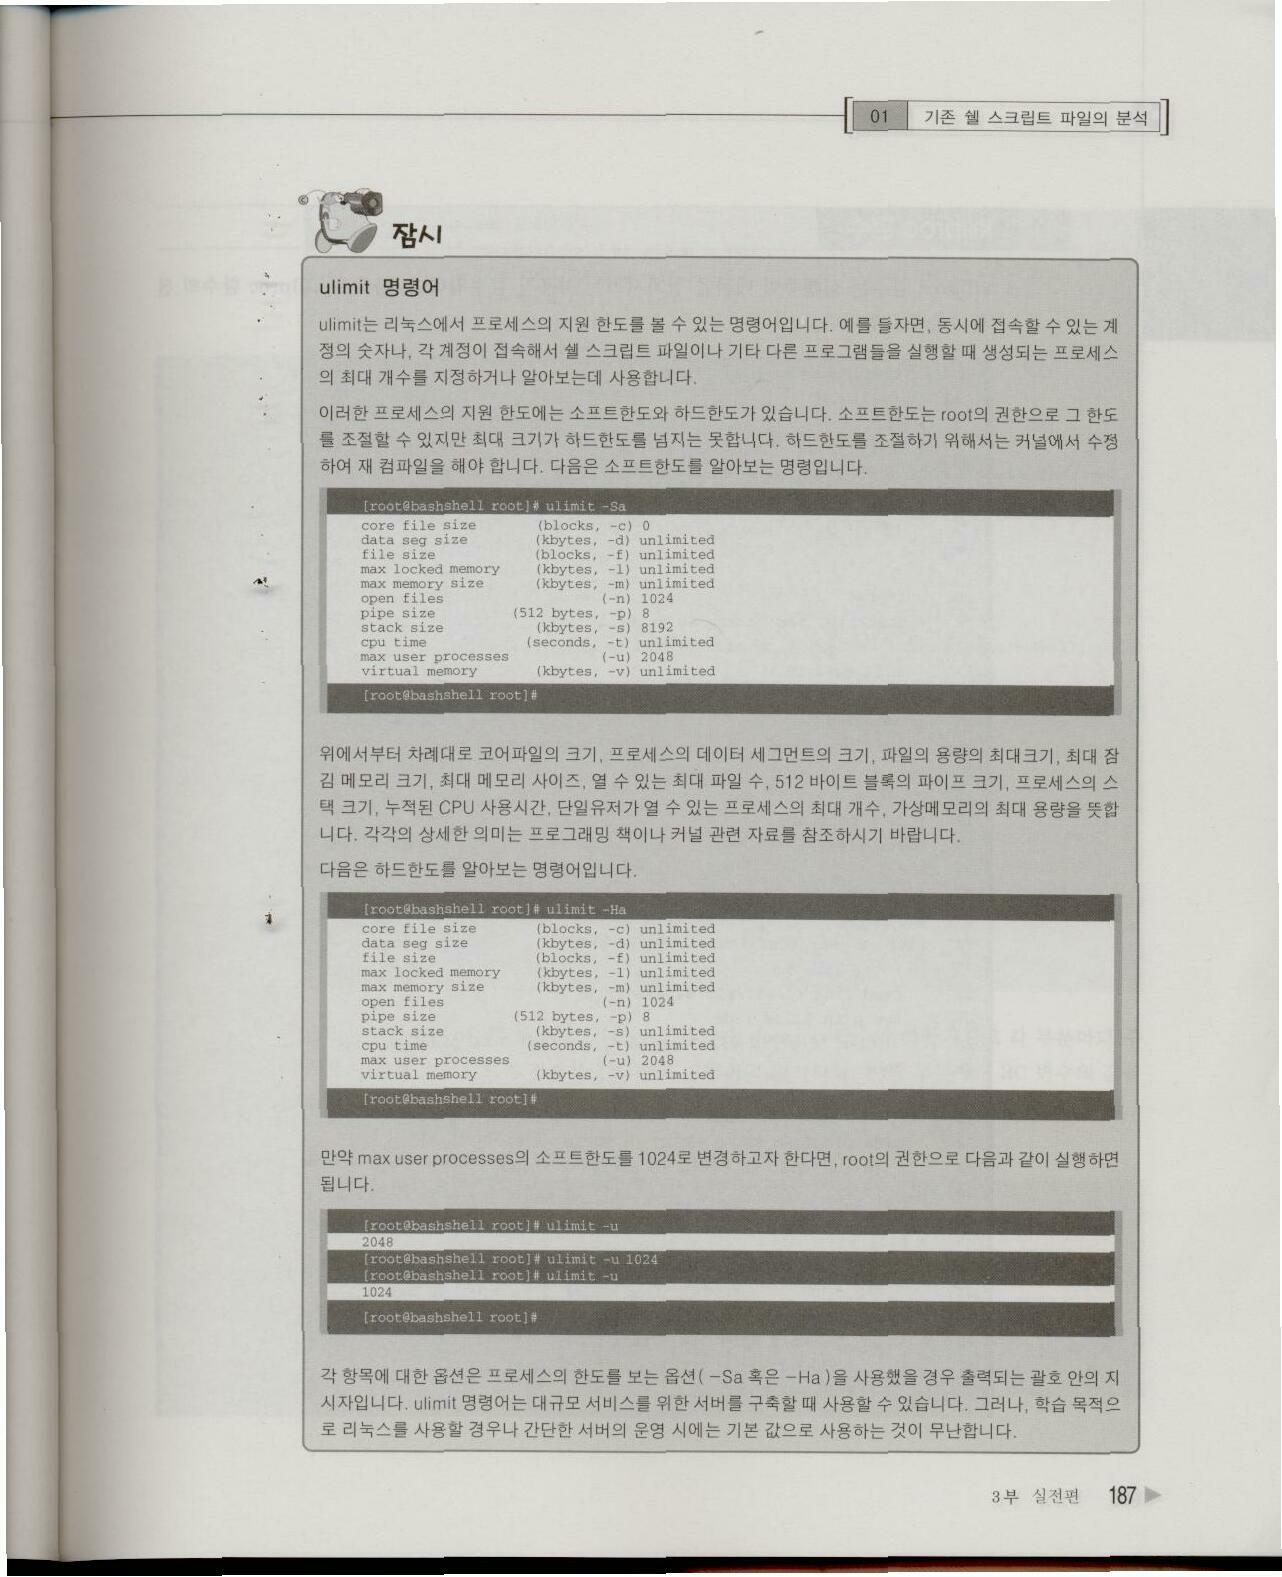 01 기존 쉘 스크립트 파일의 분석
©
잠시
ulimit 명령어
ulimit는 리눅스에서 프로세스의 지원 한도를 볼 수 있는 명령어입니다. 예를 들자면, 동시에 접속할 수 있는 계
정의 숫자나, 각 계정이 접속해서 쉘 스크립트 파일이나 기타 다른 프로그램들을 실행할 때 생성되는 프로세스
의 최대 개수를 지정하거나 알아보는데 사용합니다.
이러한 프로세스의 지원 한도에는 소프트한도와 하드한도가 있습니다. 소프트한도는 root의 권한으로 그 한도
를 조절할 수 있지만 최대 크기가 하드한도를 넘지는 못합니다. 하드한도를 조절하기 위해서는 커널에서 수정
하여 재 컴파일을 해야 합니다. 다음은 소프트한도를 알아보는 명령입니다.
[root@bashshell root]# ulimit -Sa
core file size (blocks, -c) 0
data seg size (kbytes, -d) unlimited
file size (blocks, -f) unlimited
max locked memory (kbytes, -l) unlimited
max memory size (kbytes, -m) unlimited
open files (-n) 1024
pipe size (512 bytes, -p) 8
stack size (kbytes, -s) 8192
cpu time (seconds, -t) unlimited
max user processes (-u) 2048
virtual memory (kbytes, -v) unlimited
[root@bashshell root]#
위에서부터 차례대로 코어파일의 크기, 프로세스의 데이터 세그먼트의 크기, 파일의 용량의 최대크기, 최대 잠
김 메모리 크기, 최대 메모리 사이즈, 열 수 있는 최대 파일 수, 512 바이트 블록의 파이프 크기, 프로세스의 스
택 크기, 누적된 CPU 사용시간, 단일유저가 열 수 있는 프로세스의 최대 개수, 가상메모리의 최대 용량을 뜻합
니다. 각각의 상세한 의미는 프로그래밍 책이나 커널 관련 자료를 참조하시기 바랍니다.
다음은 하드한도를 알아보는 명령어입니다.
[root@bashshell root]# ulimit -Ha
core file size (blocks, -c) unlimited
data seg size (kbytes, -d) unlimited
file size (blocks, -f) unlimited
max locked memory (kbytes, -l) unlimited
max memory size (kbytes, -m) unlimited
open files (-n) 1024
pipe size (512 bytes, -p) 8
stack size (kbytes, -s) unlimited
cpu time (seconds, -t) unlimited
max user processes (-u) 2048
virtual memory (kbytes, -v) unlimited
[root@bashshell root]#
만약 max user processes의 소프트한도를 1024로 변경하고자 한다면, root의 권한으로 다음과 같이 실행하면
됩니다.
[root@bashshell root]# ulimit -u
2048
[root@bashshell root]# ulimit -u 1024
[root@bashshell root]# ulimit -u
1024
[root@bashshell root]#
각 항목에 대한 옵션은 프로세스의 한도를 보는 옵션( -Sa 혹은 -Ha )을 사용했을 경우 출력되는 괄호 안의 지
시자입니다. ulimit 명령어는 대규모 서비스를 위한 서버를 구축할 때 사용할 수 있습니다. 그러나, 학습 목적으
로 리눅스를 사용할 경우나 간단한 서버의 운영 시에는 기본 값으로 사용하는 것이 무난합니다.
3부 실전편 187